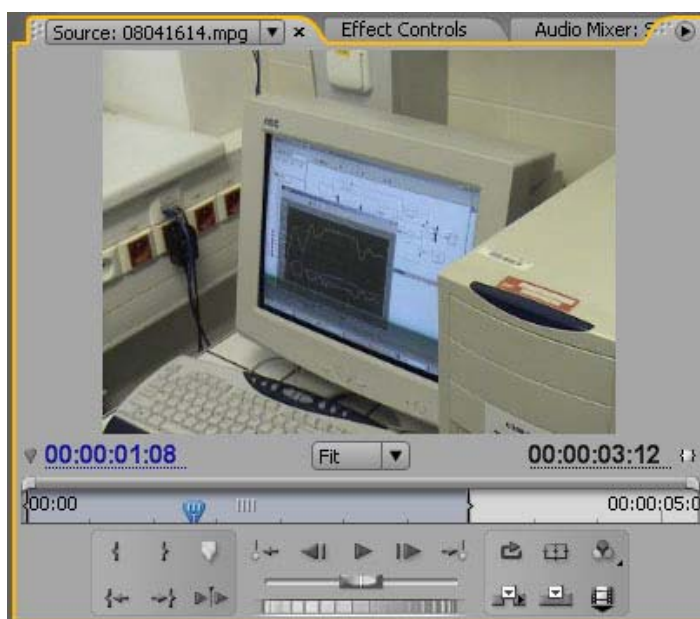 Source: 08041614.mpg
Effect Controls
Audio Mixer: S
00:00:01:08
Fit
00:00:03:12
00:00
00:00:05:0